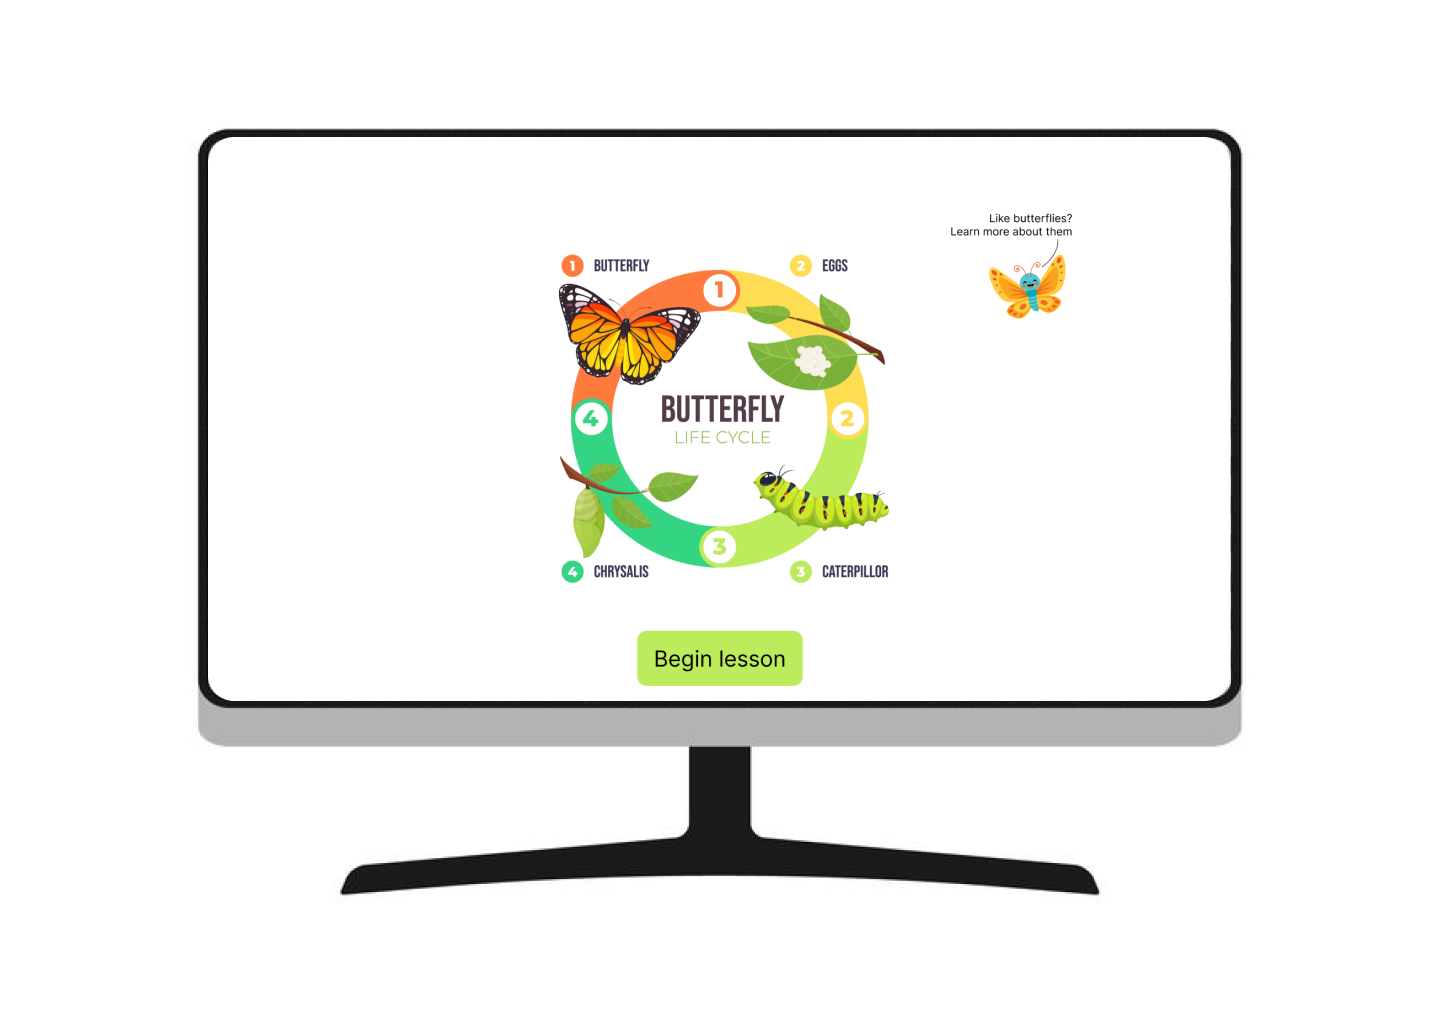 Like butterflies?
Learn more about them
1 BUTTERFLY
2 EGGS
1
BUTTERFLY
LIFE CYCLE
4
2
3
4 CHRYSALIS
3 CATERPILLOR
Begin lesson